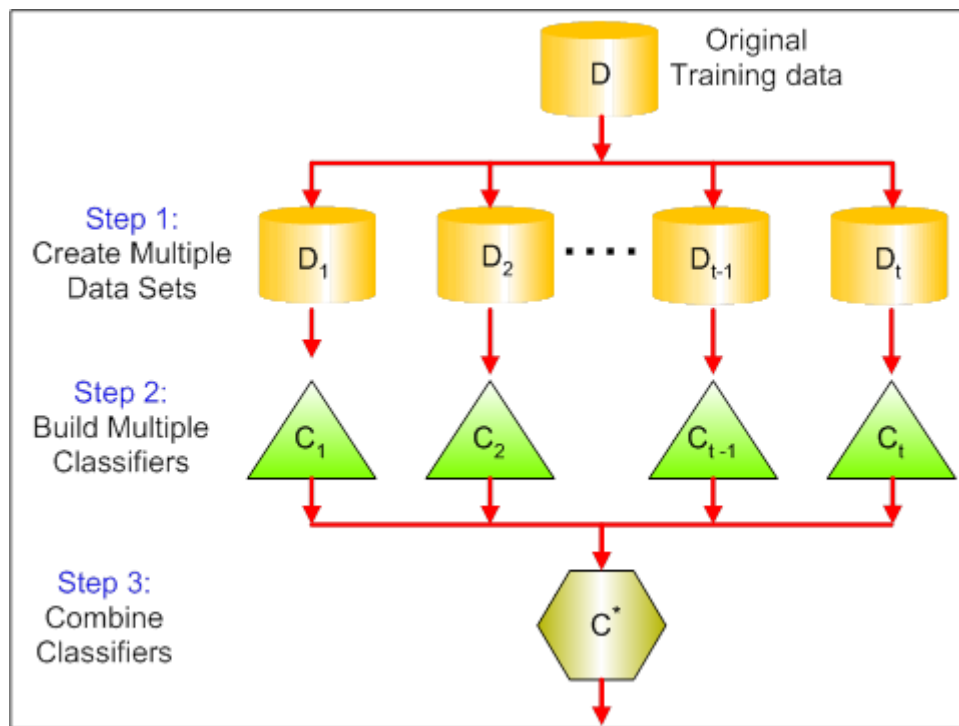 Original
Training data
D
Step 1:
Create Multiple
Data Sets
D1
D2
....
Dt-1
Dt
Step 2:
Build Multiple
Classifiers
C1
C2
Ct -1
Ct
Step 3:
Combine
Classifiers
C*